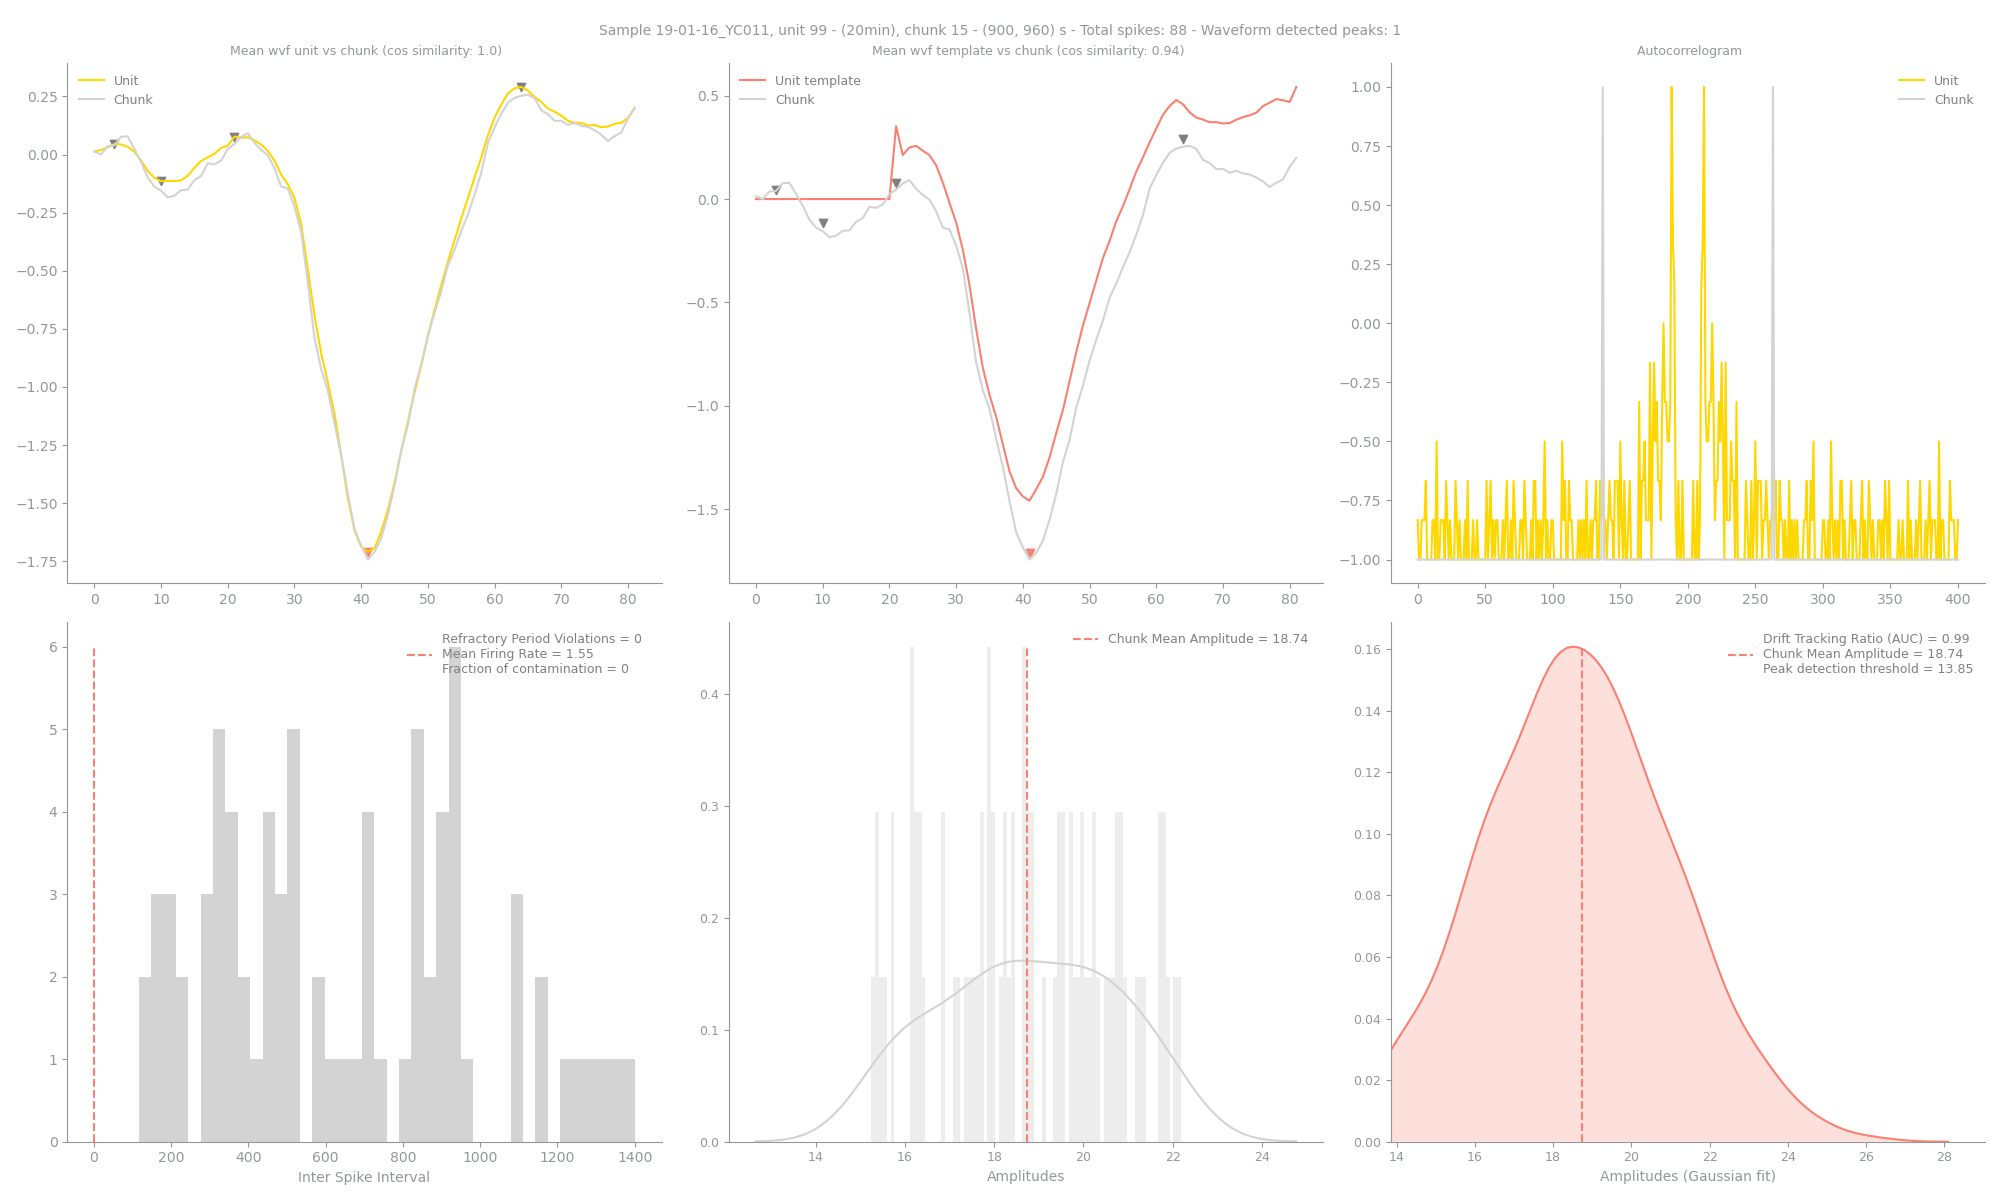 Sample 19-01-16_YC011, unit 99 - (20min), chunk 15 - (900, 960) s - Total spikes: 88 - Waveform detected peaks: 1
Mean wvf unit vs chunk (cos similarity: 1.0)
Unit
Chunk
0.25
0.00
−0.25
−0.50
−0.75
−1.00
−1.25
−1.50
−1.75
0 10 20 30 40 50 60 70 80
Mean wvf template vs chunk (cos similarity: 0.94)
Unit template
Chunk
0.5
0.0
−0.5
−1.0
−1.5
0 10 20 30 40 50 60 70 80
Autocorrelogram
Unit
Chunk
1.00
0.75
0.50
0.25
0.00
−0.25
−0.50
−0.75
−1.00
0 50 100 150 200 250 300 350 400
Refractory Period Violations = 0
Mean Firing Rate = 1.55
Fraction of contamination = 0
6
5
4
3
2
1
0
0 200 400 600 800 1000 1200 1400
Inter Spike Interval
Chunk Mean Amplitude = 18.74
0.4
0.3
0.2
0.1
0.0
14 16 18 20 22 24
Amplitudes
Drift Tracking Ratio (AUC) = 0.99
Chunk Mean Amplitude = 18.74
Peak detection threshold = 13.85
0.16
0.14
0.12
0.10
0.08
0.06
0.04
0.02
0.00
14 16 18 20 22 24 26 28
Amplitudes (Gaussian fit)